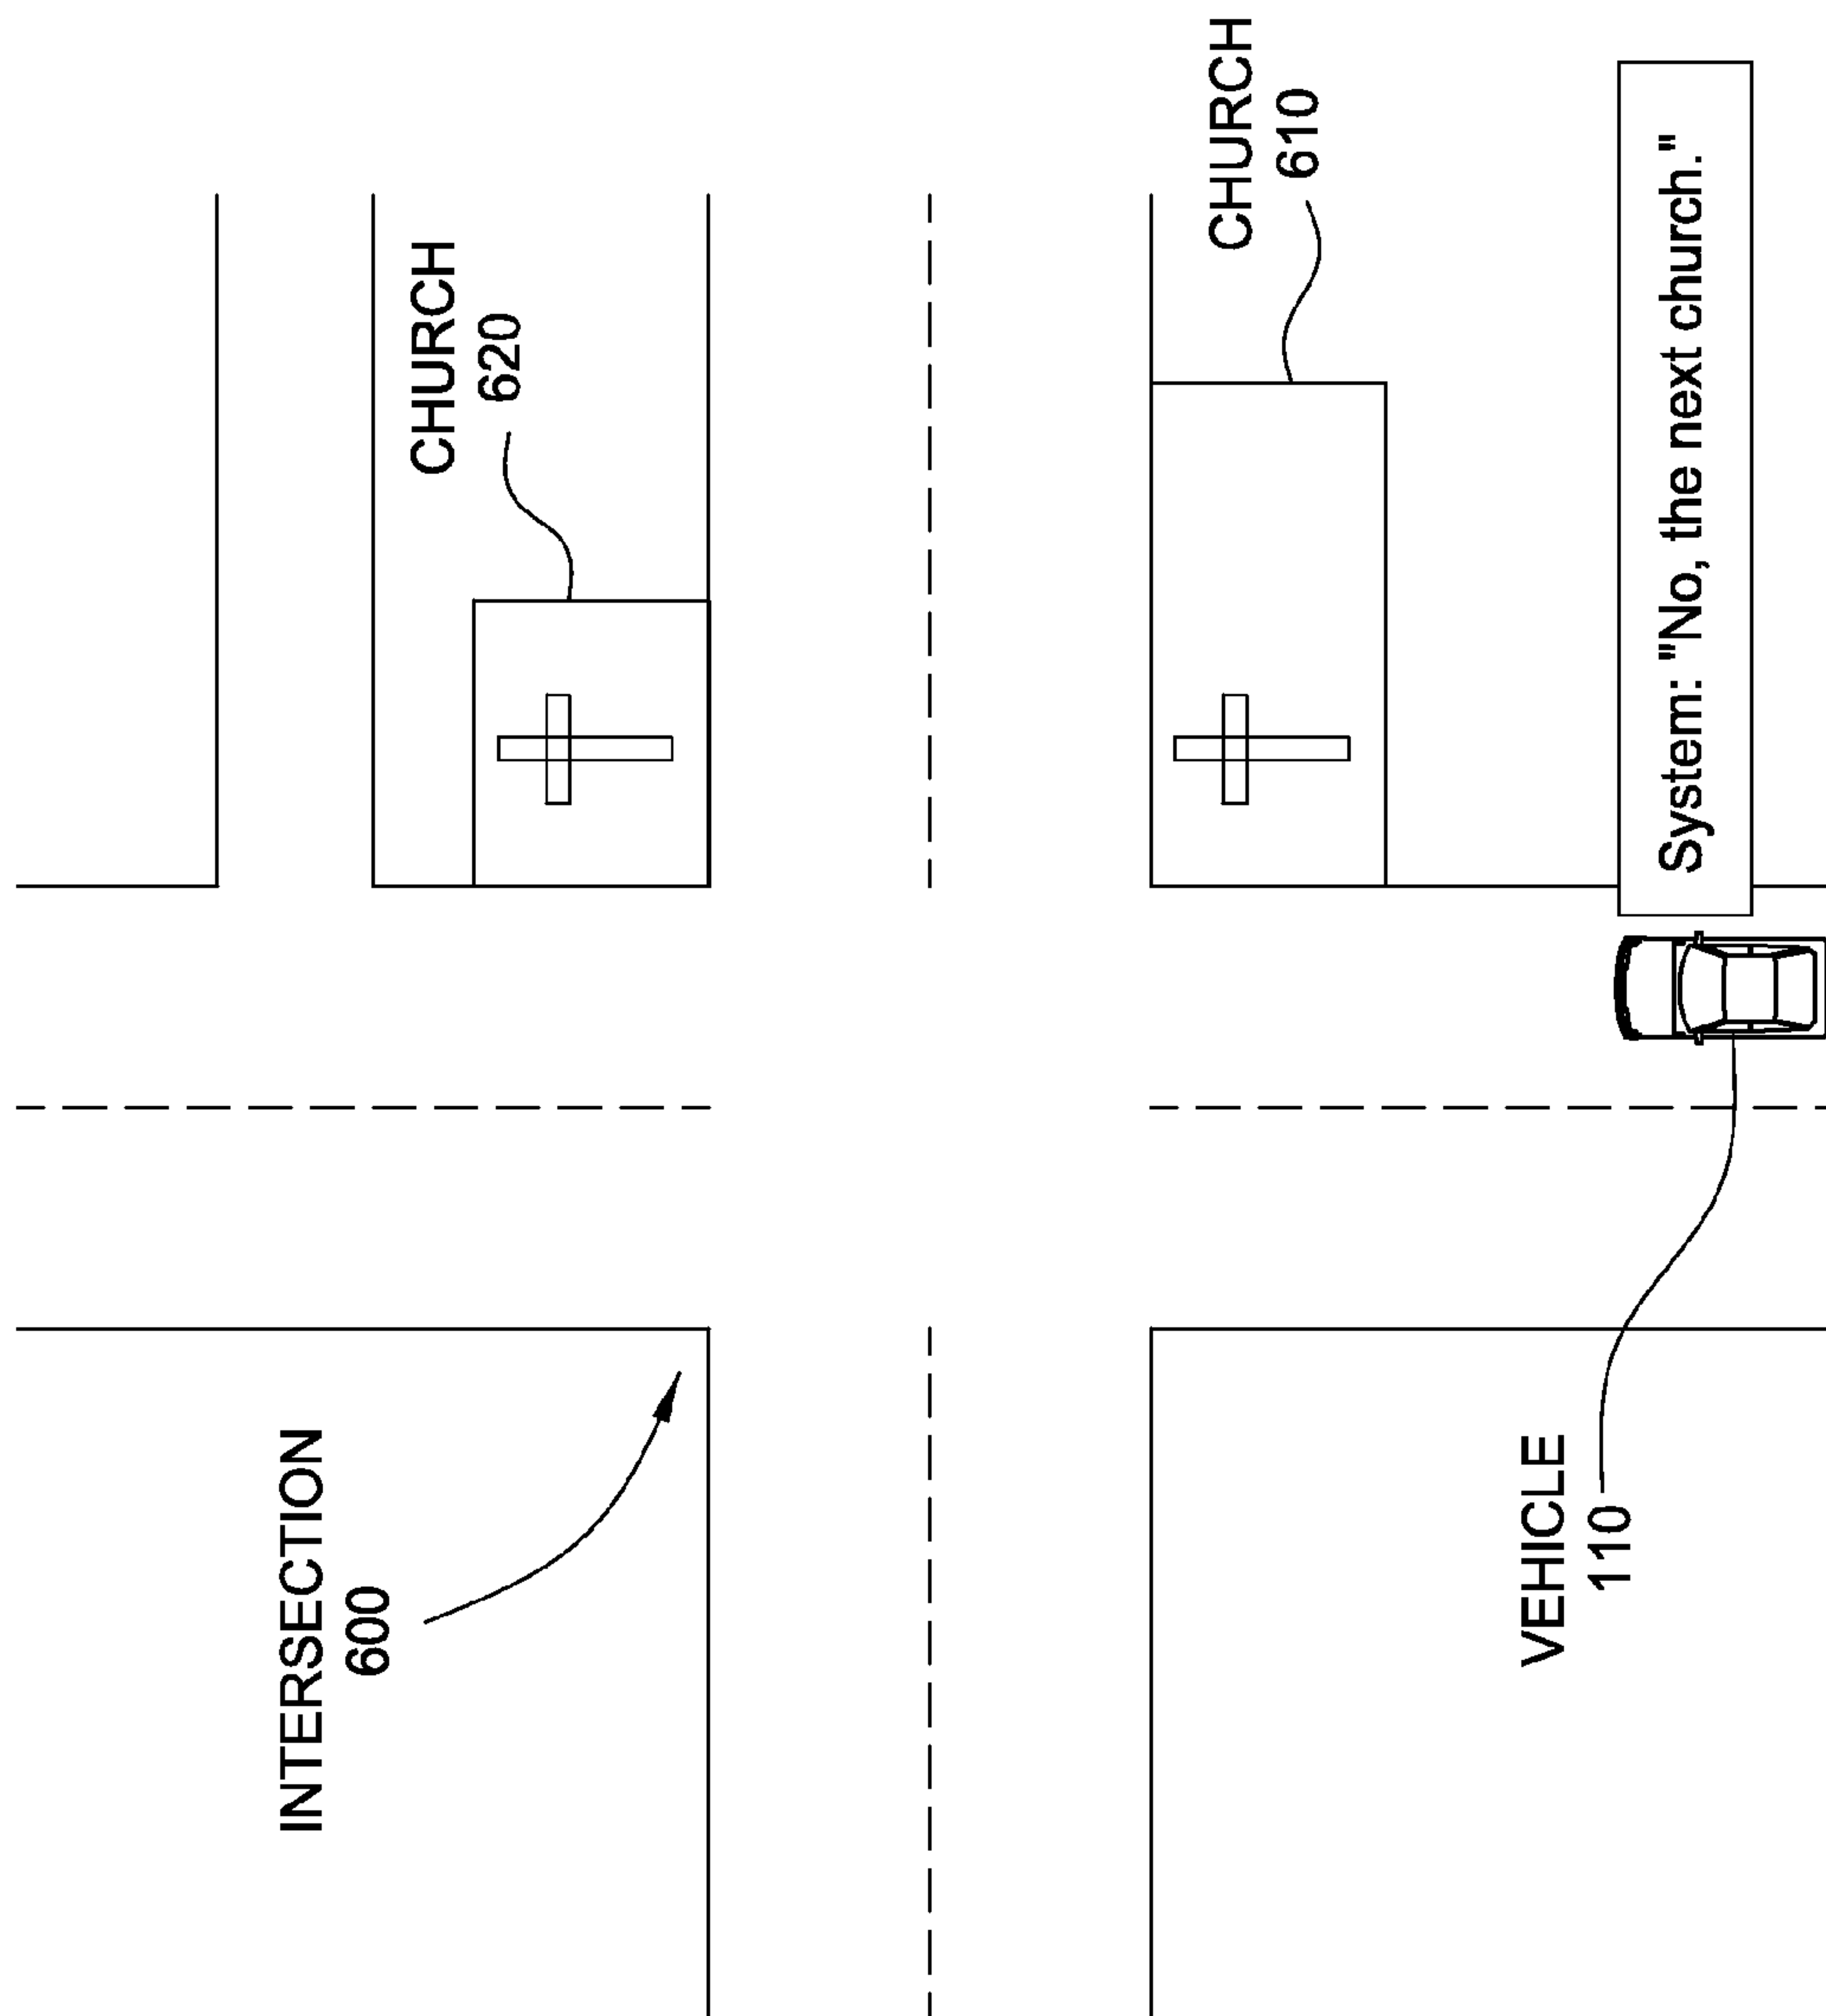 INTERSECTION
600
CHURCH
620
CHURCH
610
VEHICLE
110
System: "No, the next church."